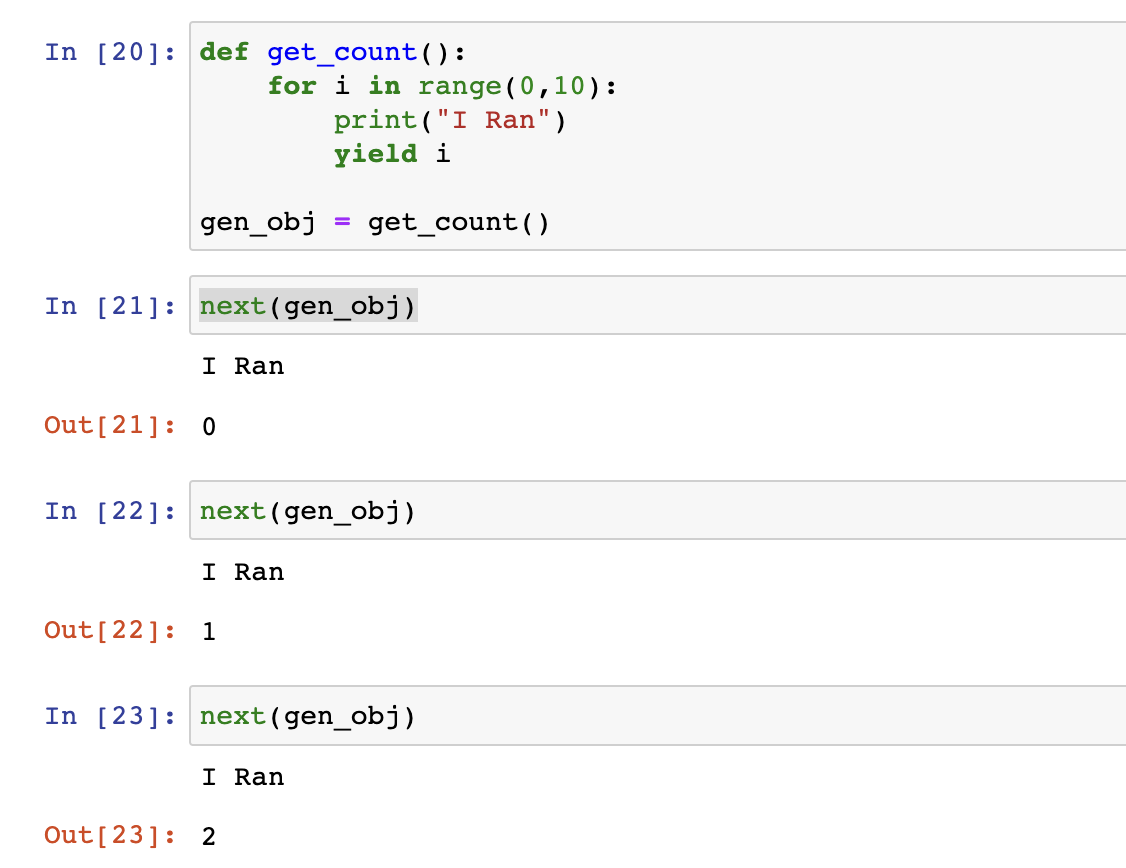 In [20]: def get_count():
    for i in range(0,10):
        print("I Ran")
        yield i

gen_obj = get_count()
In [21]: next(gen_obj)
I Ran
Out[21]: 0
In [22]: next(gen_obj)
I Ran
Out[22]: 1
In [23]: next(gen_obj)
I Ran
Out[23]: 2